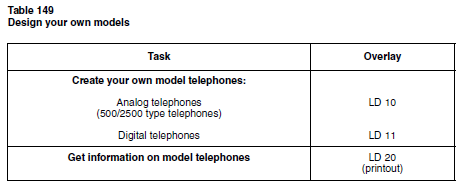 Table 149
Design your own models
Task Overlay
Create your own model telephones:
Analog telephones LD 10
(500/2500 type telephones)
Digital telephones LD 11
Get information on model telephones LD 20
(printout)